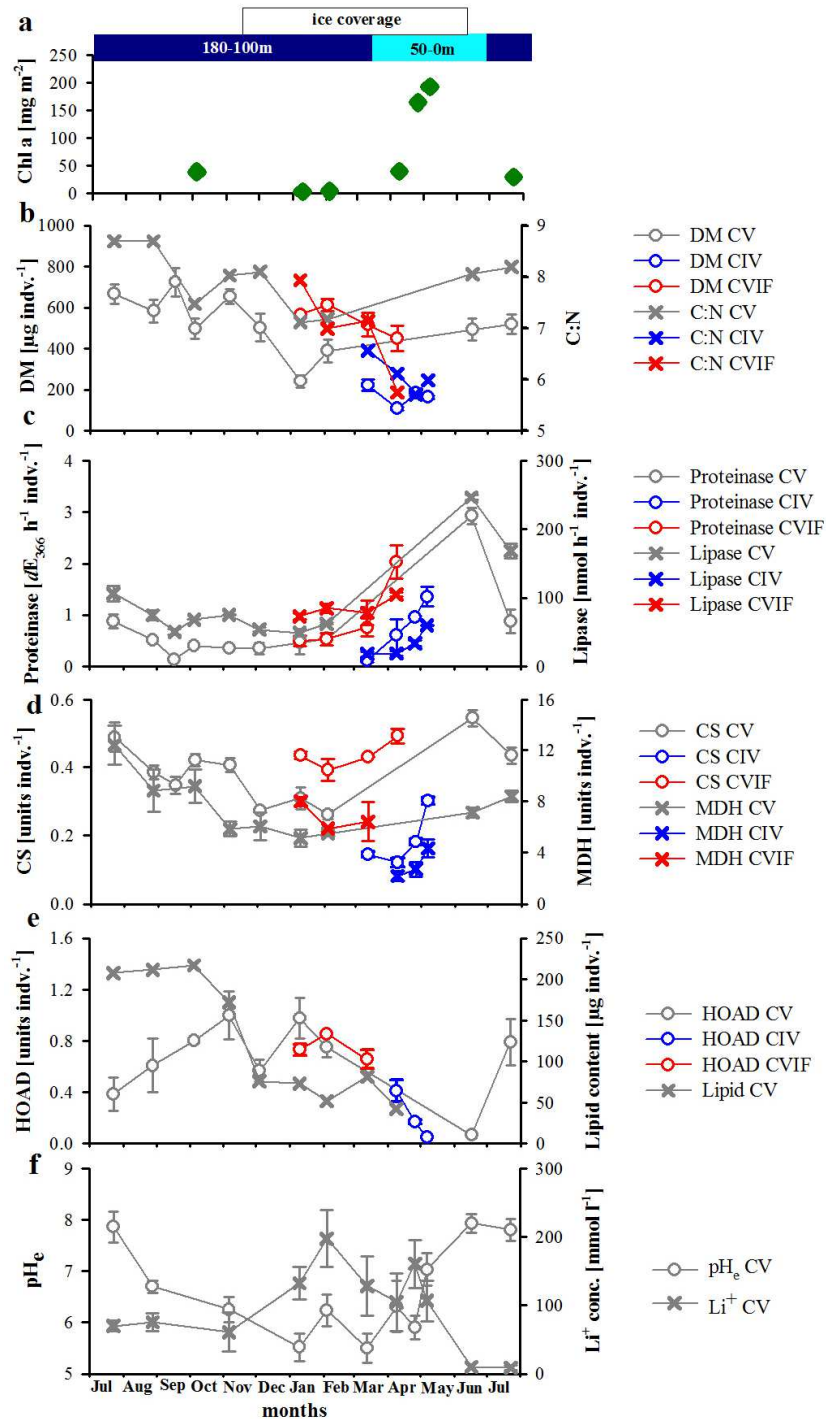 ice coverage
a
180-100m
50-0m
250
200
150
100
50
0
Chl a [mg m-2]
b
1000
800
600
400
200
0
DM [µg indv.-1]
9
8
7
6
5
C:N
DM CV
DM CIV
DM CVIF
C:N CV
C:N CIV
C:N CVIF
c
4
3
2
1
0
Proteinase [dE366 h-1 indv.-1]
300
200
100
0
Lipase [nmol h-1 indv.-1]
Proteinase CV
Proteinase CIV
Proteinase CVIF
Lipase CV
Lipase CIV
Lipase CVIF
d
0.6
0.4
0.2
0.0
CS [units indv.-1]
16
12
8
4
0
MDH [units indv.-1]
CS CV
CS CIV
CS CVIF
MDH CV
MDH CIV
MDH CVIF
e
1.6
1.2
0.8
0.4
0.0
HOAD [units indv.-1]
250
200
150
100
50
0
Lipid content [µg indv.-1]
HOAD CV
HOAD CIV
HOAD CVIF
Lipid CV
f
9
8
7
6
5
pHe
300
200
100
0
Li+ conc. [mmol l-1]
pHe CV
Li+ CV
Jul Aug Sep Oct Nov Dec Jan Feb Mar Apr May Jun Jul
months